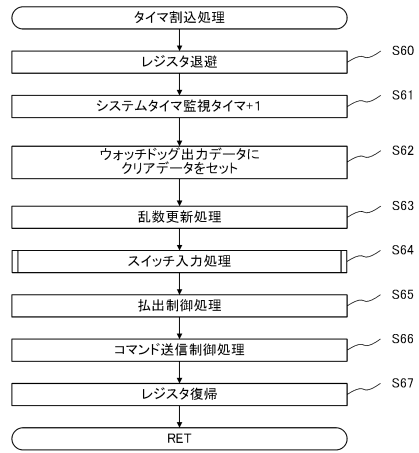 タイマ割込処理
レジスタ退避 S60
システムタイマ監視タイマ+1 S61
ウォッチドッグ出力データに
クリアデータをセット S62
乱数更新処理 S63
スイッチ入力処理 S64
払出制御処理 S65
コマンド送信制御処理 S66
レジスタ復帰 S67
RET